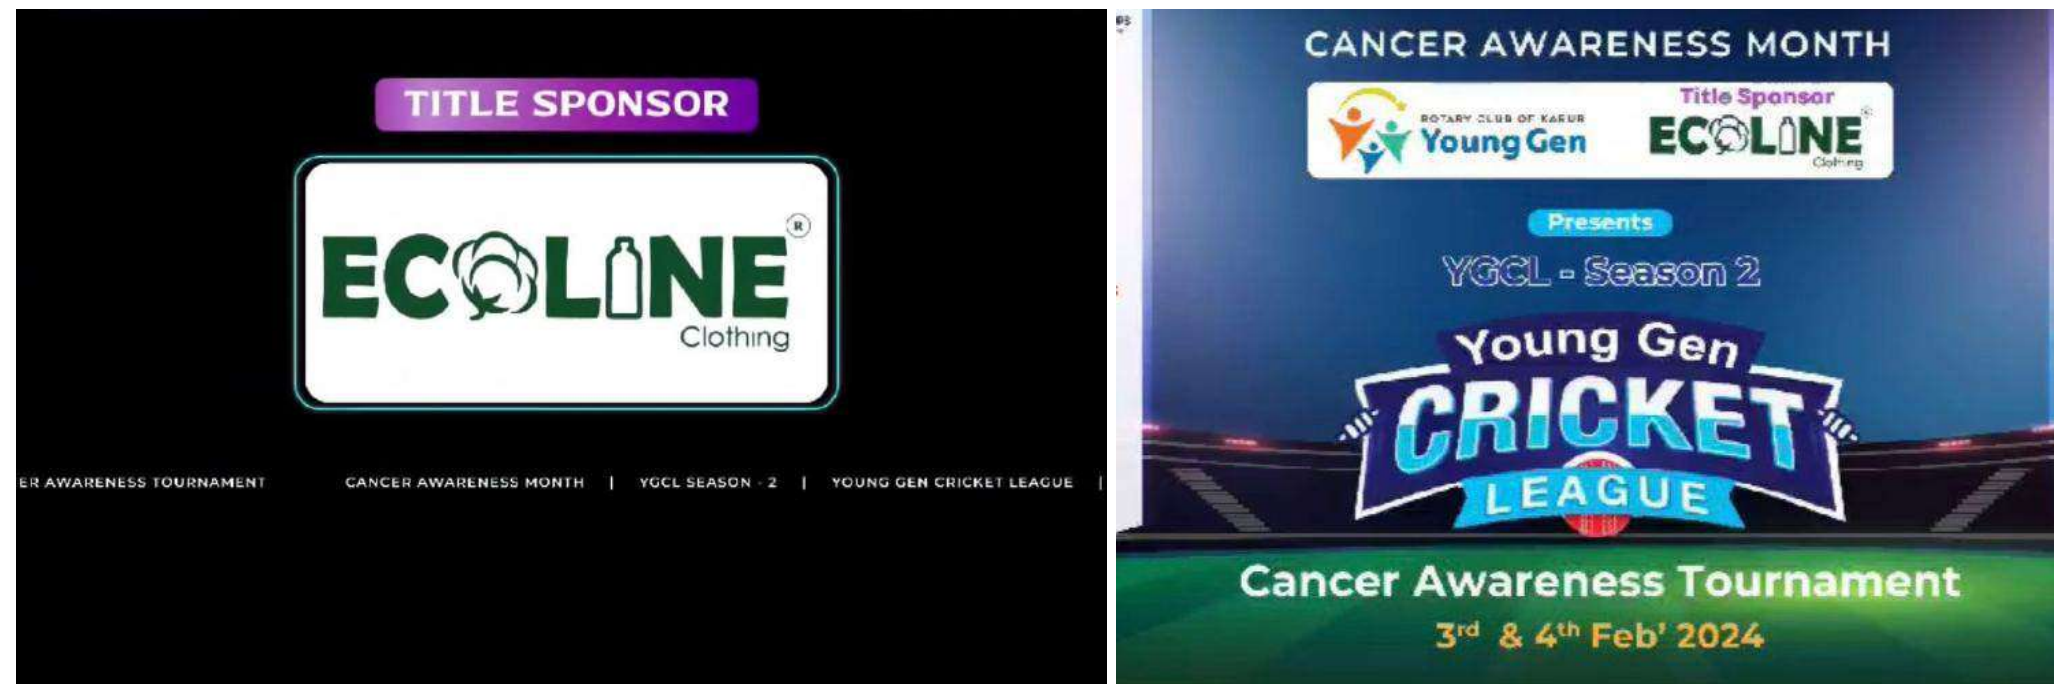 TITLE SPONSOR
ECOLINE®
Clothing
ER AWARENESS TOURNAMENT CANCER AWARENESS MONTH | YGCL SEASON - 2 | YOUNG GEN CRICKET LEAGUE |
CANCER AWARENESS MONTH
ROTARY CLUB OF KARUR
Young Gen
Title Sponsor
ECOLINE®
Clothing
Presents
YGCL - Season 2
Young Gen
CRICKET
LEAGUE
Cancer Awareness Tournament
3rd & 4th Feb' 2024